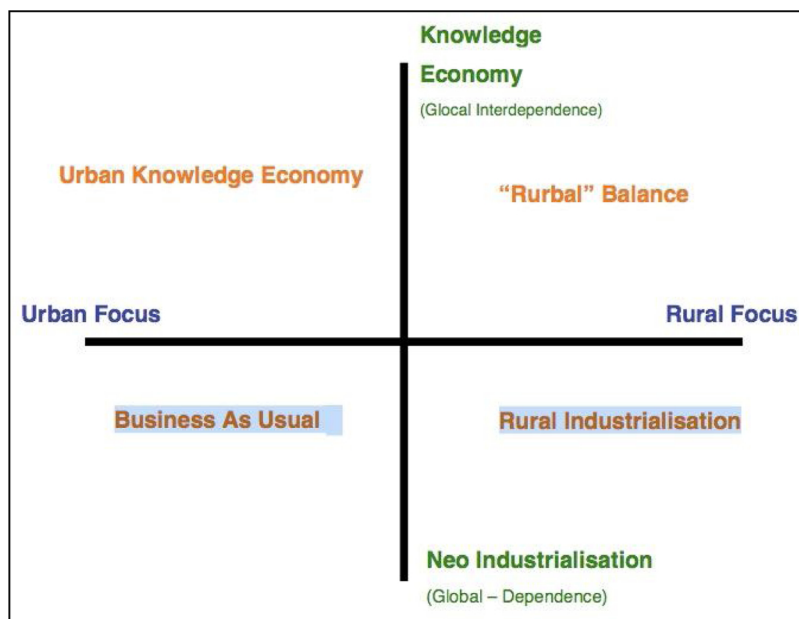 Knowledge
Economy
(Glocal Interdependence)
Urban Knowledge Economy
“Rurbal” Balance
Urban Focus
Rural Focus
Business As Usual
Rural Industrialisation
Neo Industrialisation
(Global – Dependence)